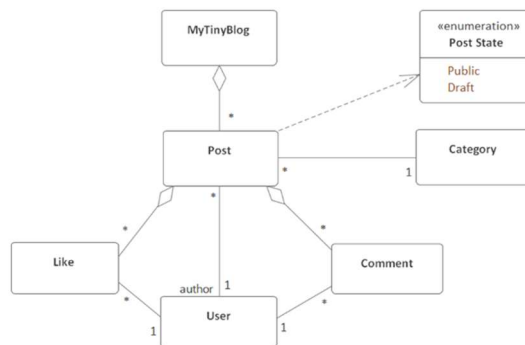 MyTinyBlog
«enumeration»
Post State
Public
Draft
*
Post
Category
*
1
*
*
*
Like
Comment
*
author
1
*
User
1
1